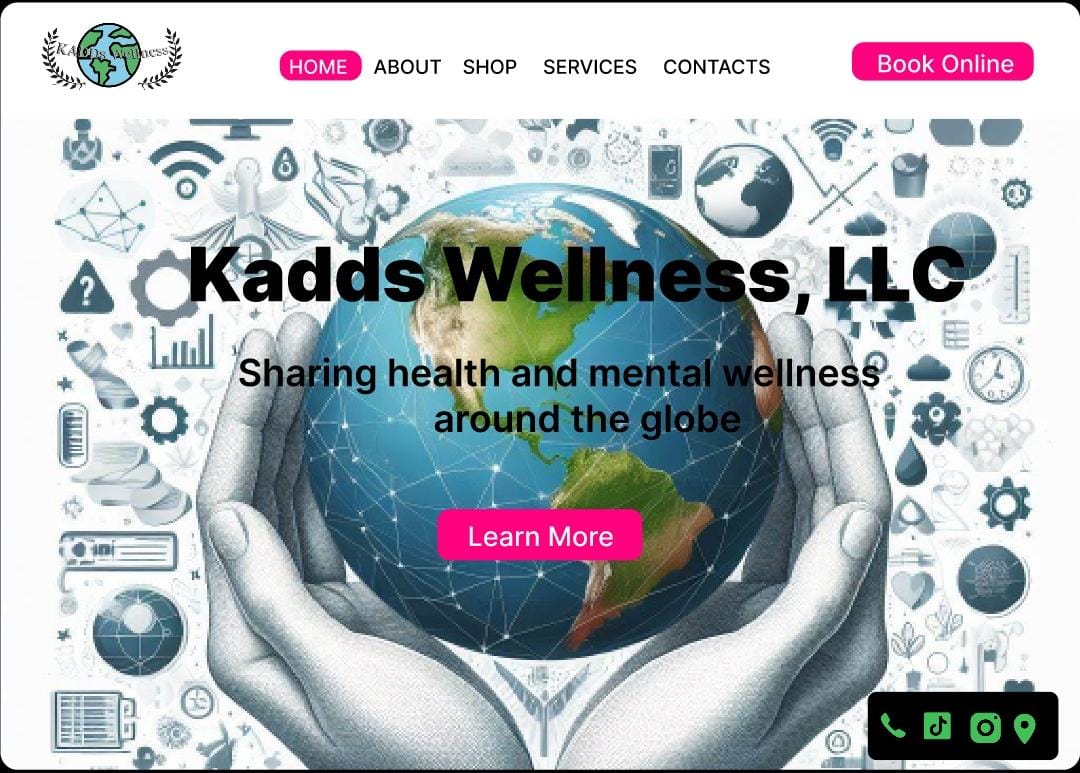 KADDs Wellness
HOME ABOUT SHOP SERVICES CONTACTS
Book Online
Kadds Wellness, LLC
Sharing health and mental wellness
around the globe
Learn More